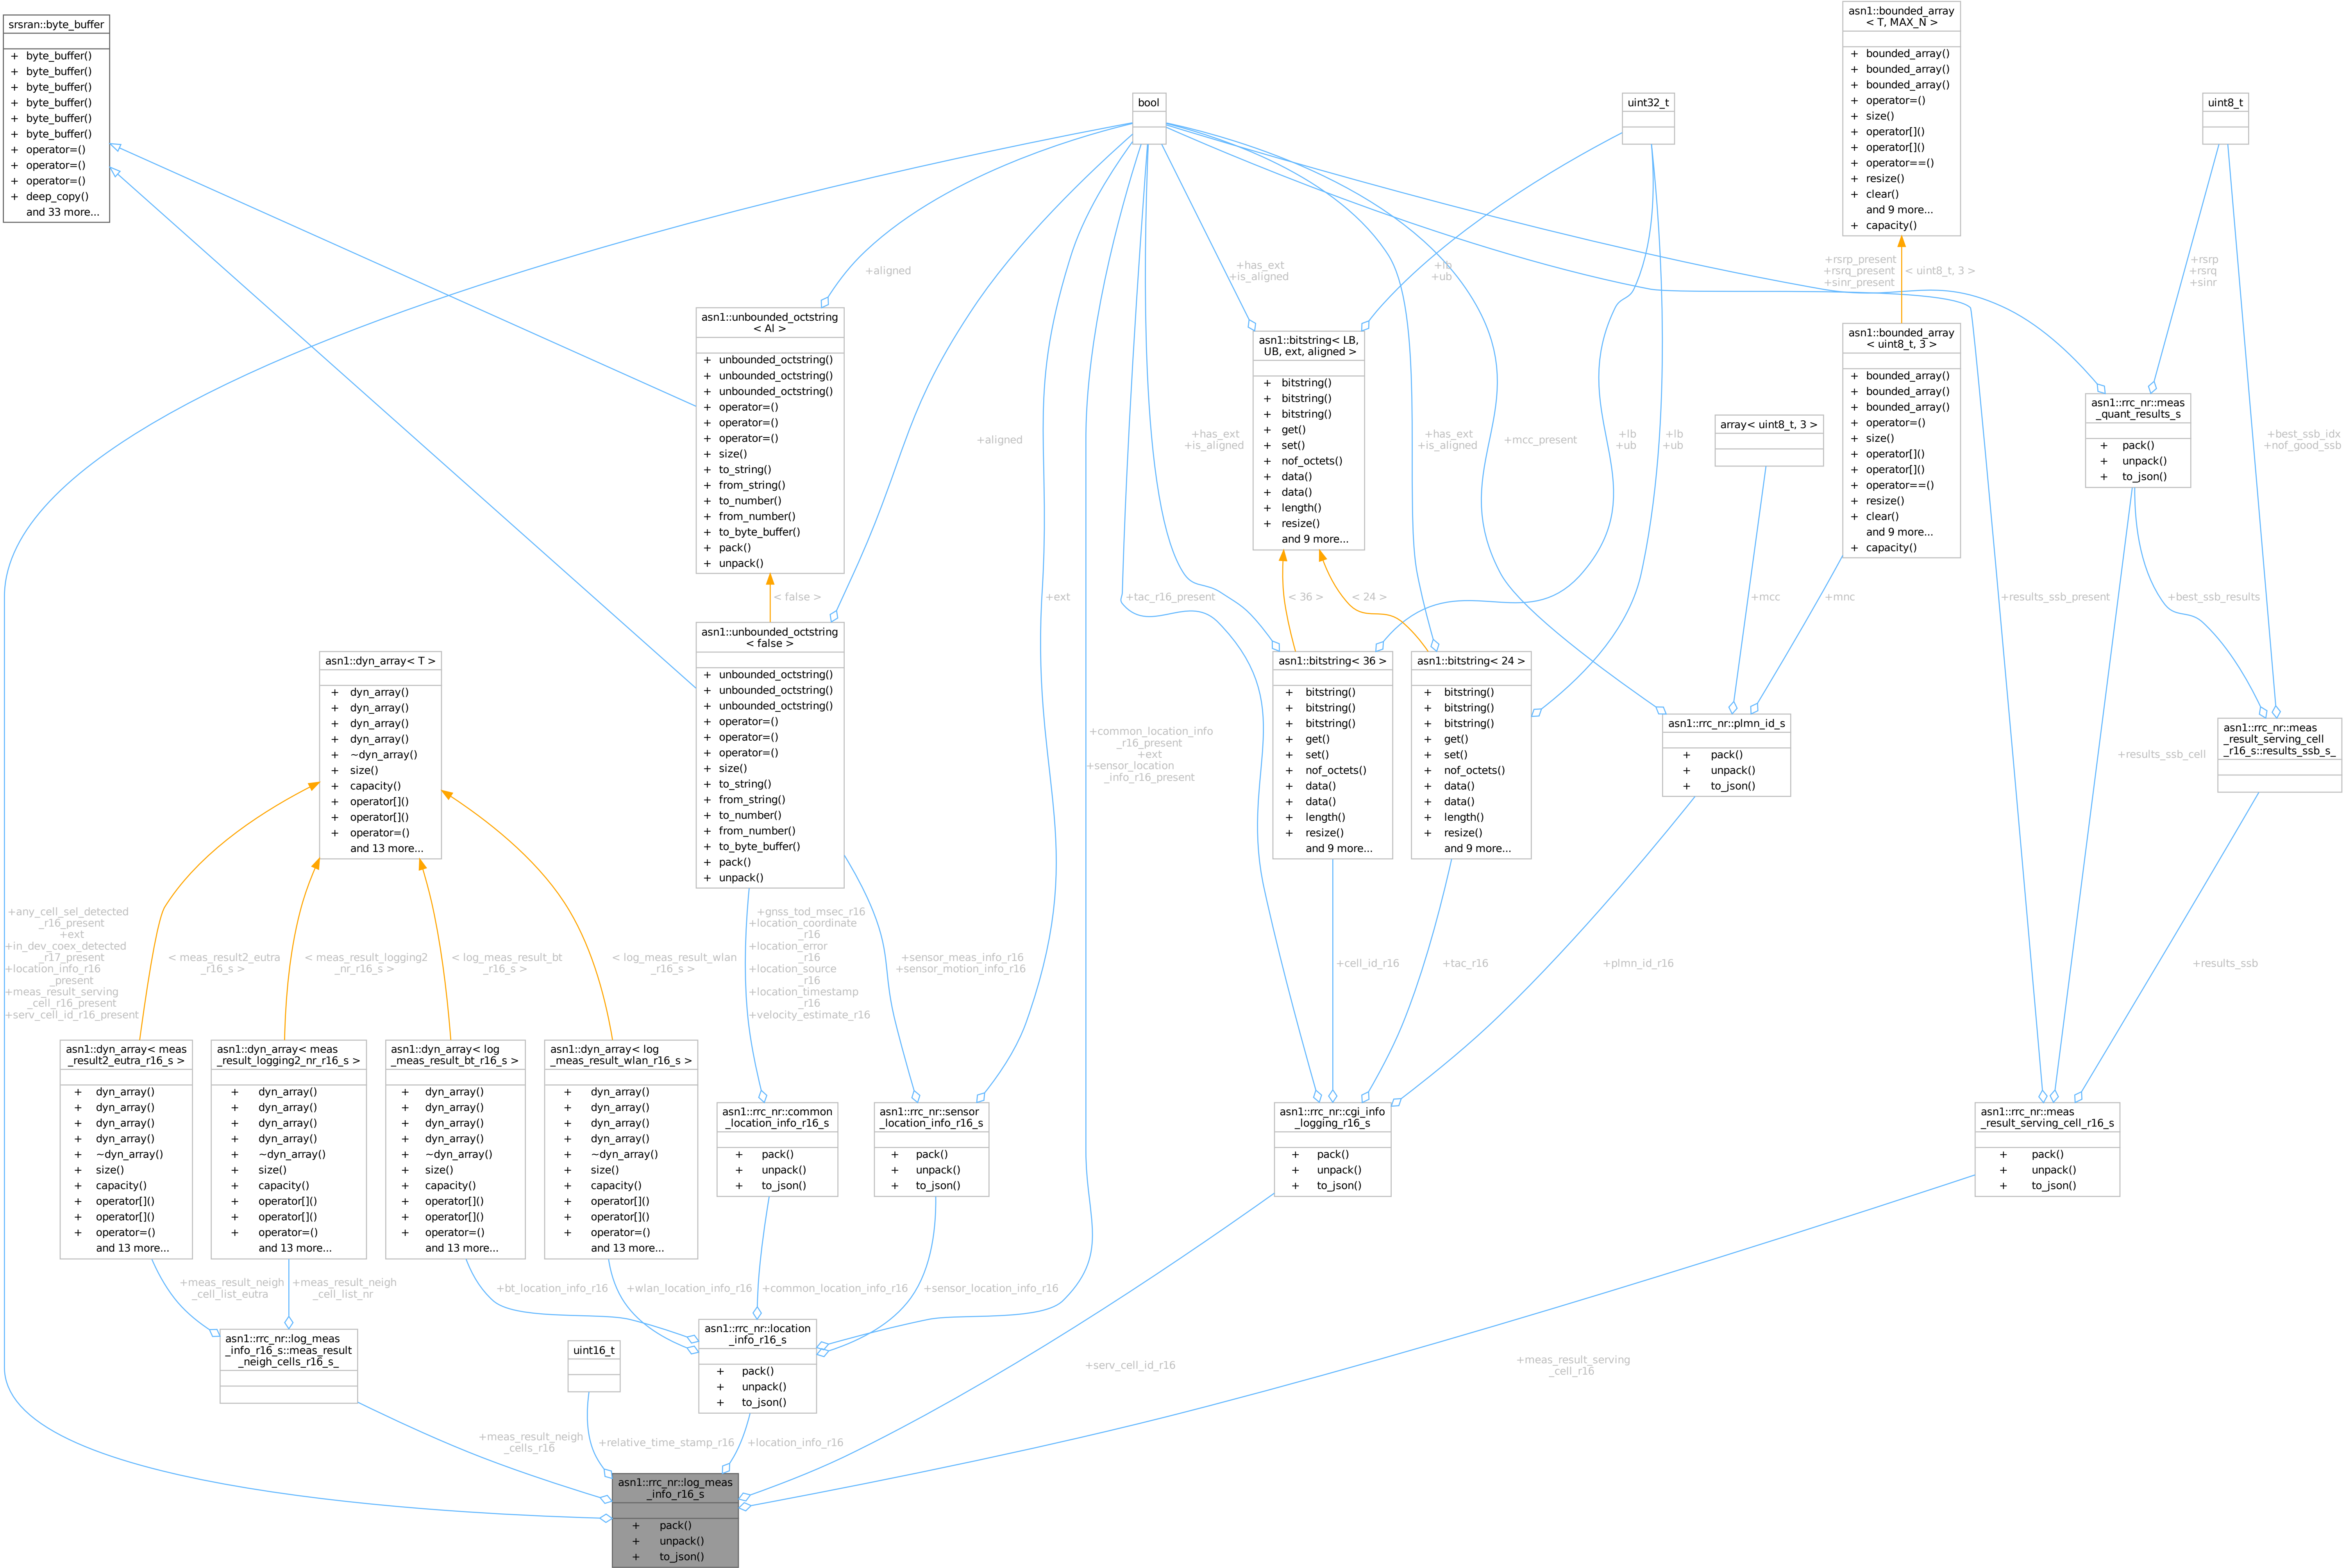 srsran::byte_buffer
+ byte_buffer()
+ byte_buffer()
+ byte_buffer()
+ byte_buffer()
+ byte_buffer()
+ byte_buffer()
+ operator=()
+ operator=()
+ operator=()
+ deep_copy()
and 33 more...
asn1::bounded_array
< T, MAX_N >
+ bounded_array()
+ bounded_array()
+ bounded_array()
+ operator=()
+ size()
+ operator[]()
+ operator[]()
+ operator==()
+ resize()
+ clear()
and 9 more...
+ capacity()
bool
uint32_t
uint8_t
+aligned
+has_ext
+is_aligned
+lb
+ub
+rsrp_present
+rsrq_present
+sinr_present
< uint8_t, 3 >
+rsrp
+rsrq
+sinr
asn1::unbounded_octstring
< Al >
+ unbounded_octstring()
+ unbounded_octstring()
+ unbounded_octstring()
+ operator=()
+ operator=()
+ operator=()
+ size()
+ to_string()
+ from_string()
+ to_number()
+ from_number()
+ to_byte_buffer()
+ pack()
+ unpack()
asn1::bitstring< LB,
UB, ext, aligned >
+ bitstring()
+ bitstring()
+ bitstring()
+ get()
+ set()
+ nof_octets()
+ data()
+ data()
+ length()
+ resize()
and 9 more...
asn1::bounded_array
< uint8_t, 3 >
+ bounded_array()
+ bounded_array()
+ bounded_array()
+ operator=()
+ size()
+ operator[]()
+ operator[]()
+ operator==()
+ resize()
+ clear()
and 9 more...
+ capacity()
array< uint8_t, 3 >
asn1::rrc_nr::meas
_quant_results_s
+ pack()
+ unpack()
+ to_json()
+aligned
+has_ext
+is_aligned
+has_ext
+is_aligned
+mcc_present
+lb
+ub
+lb
+ub
+best_ssb_idx
+nof_good_ssb
< false >
+ext
+tac_r16_present
< 36 >
< 24 >
+mcc
+mnc
+results_ssb_present
+best_ssb_results
asn1::unbounded_octstring
< false >
+ unbounded_octstring()
+ unbounded_octstring()
+ unbounded_octstring()
+ operator=()
+ operator=()
+ operator=()
+ size()
+ to_string()
+ from_string()
+ to_number()
+ from_number()
+ to_byte_buffer()
+ pack()
+ unpack()
asn1::dyn_array< T >
+ dyn_array()
+ dyn_array()
+ dyn_array()
+ dyn_array()
+ ~dyn_array()
+ size()
+ capacity()
+ operator[]()
+ operator[]()
+ operator=()
and 13 more...
asn1::bitstring< 36 >
+ bitstring()
+ bitstring()
+ bitstring()
+ get()
+ set()
+ nof_octets()
+ data()
+ data()
+ length()
+ resize()
and 9 more...
asn1::bitstring< 24 >
+ bitstring()
+ bitstring()
+ bitstring()
+ get()
+ set()
+ nof_octets()
+ data()
+ data()
+ length()
+ resize()
and 9 more...
asn1::rrc_nr::plmn_id_s
+ pack()
+ unpack()
+ to_json()
asn1::rrc_nr::meas
_result_serving_cell
_r16_s::results_ssb_s_
+common_location_info
_r16_present
+ext
+sensor_location
_info_r16_present
+results_ssb_cell
+any_cell_sel_detected
_r16_present
+ext
+in_dev_coex_detected
_r17_present
+location_info_r16
_present
+meas_result_serving
_cell_r16_present
+serv_cell_id_r16_present
< meas_result2_eutra
_r16_s >
< meas_result_logging2
_nr_r16_s >
< log_meas_result_bt
_r16_s >
< log_meas_result_wlan
_r16_s >
+gnss_tod_msec_r16
+location_coordinate
_r16
+location_error
_r16
+location_source
_r16
+location_timestamp
_r16
+velocity_estimate_r16
+sensor_meas_info_r16
+sensor_motion_info_r16
+cell_id_r16
+tac_r16
+plmn_id_r16
+results_ssb
asn1::dyn_array< meas
_result2_eutra_r16_s >
+ dyn_array()
+ dyn_array()
+ dyn_array()
+ dyn_array()
+ ~dyn_array()
+ size()
+ capacity()
+ operator[]()
+ operator[]()
+ operator=()
and 13 more...
asn1::dyn_array< meas
_result_logging2_nr_r16_s >
+ dyn_array()
+ dyn_array()
+ dyn_array()
+ dyn_array()
+ ~dyn_array()
+ size()
+ capacity()
+ operator[]()
+ operator[]()
+ operator=()
and 13 more...
asn1::dyn_array< log
_meas_result_bt_r16_s >
+ dyn_array()
+ dyn_array()
+ dyn_array()
+ dyn_array()
+ ~dyn_array()
+ size()
+ capacity()
+ operator[]()
+ operator[]()
+ operator=()
and 13 more...
asn1::dyn_array< log
_meas_result_wlan_r16_s >
+ dyn_array()
+ dyn_array()
+ dyn_array()
+ dyn_array()
+ ~dyn_array()
+ size()
+ capacity()
+ operator[]()
+ operator[]()
+ operator=()
and 13 more...
asn1::rrc_nr::common
_location_info_r16_s
+ pack()
+ unpack()
+ to_json()
asn1::rrc_nr::sensor
_location_info_r16_s
+ pack()
+ unpack()
+ to_json()
asn1::rrc_nr::cgi_info
_logging_r16_s
+ pack()
+ unpack()
+ to_json()
asn1::rrc_nr::meas
_result_serving_cell_r16_s
+ pack()
+ unpack()
+ to_json()
+meas_result_neigh
_cell_list_eutra
+meas_result_neigh
_cell_list_nr
+bt_location_info_r16
+wlan_location_info_r16
+common_location_info_r16
+sensor_location_info_r16
asn1::rrc_nr::log_meas
_info_r16_s::meas_result
_neigh_cells_r16_s_
uint16_t
asn1::rrc_nr::location
_info_r16_s
+ pack()
+ unpack()
+ to_json()
+serv_cell_id_r16
+meas_result_serving
_cell_r16
+meas_result_neigh
_cells_r16
+relative_time_stamp_r16
+location_info_r16
asn1::rrc_nr::log_meas
_info_r16_s
+ pack()
+ unpack()
+ to_json()